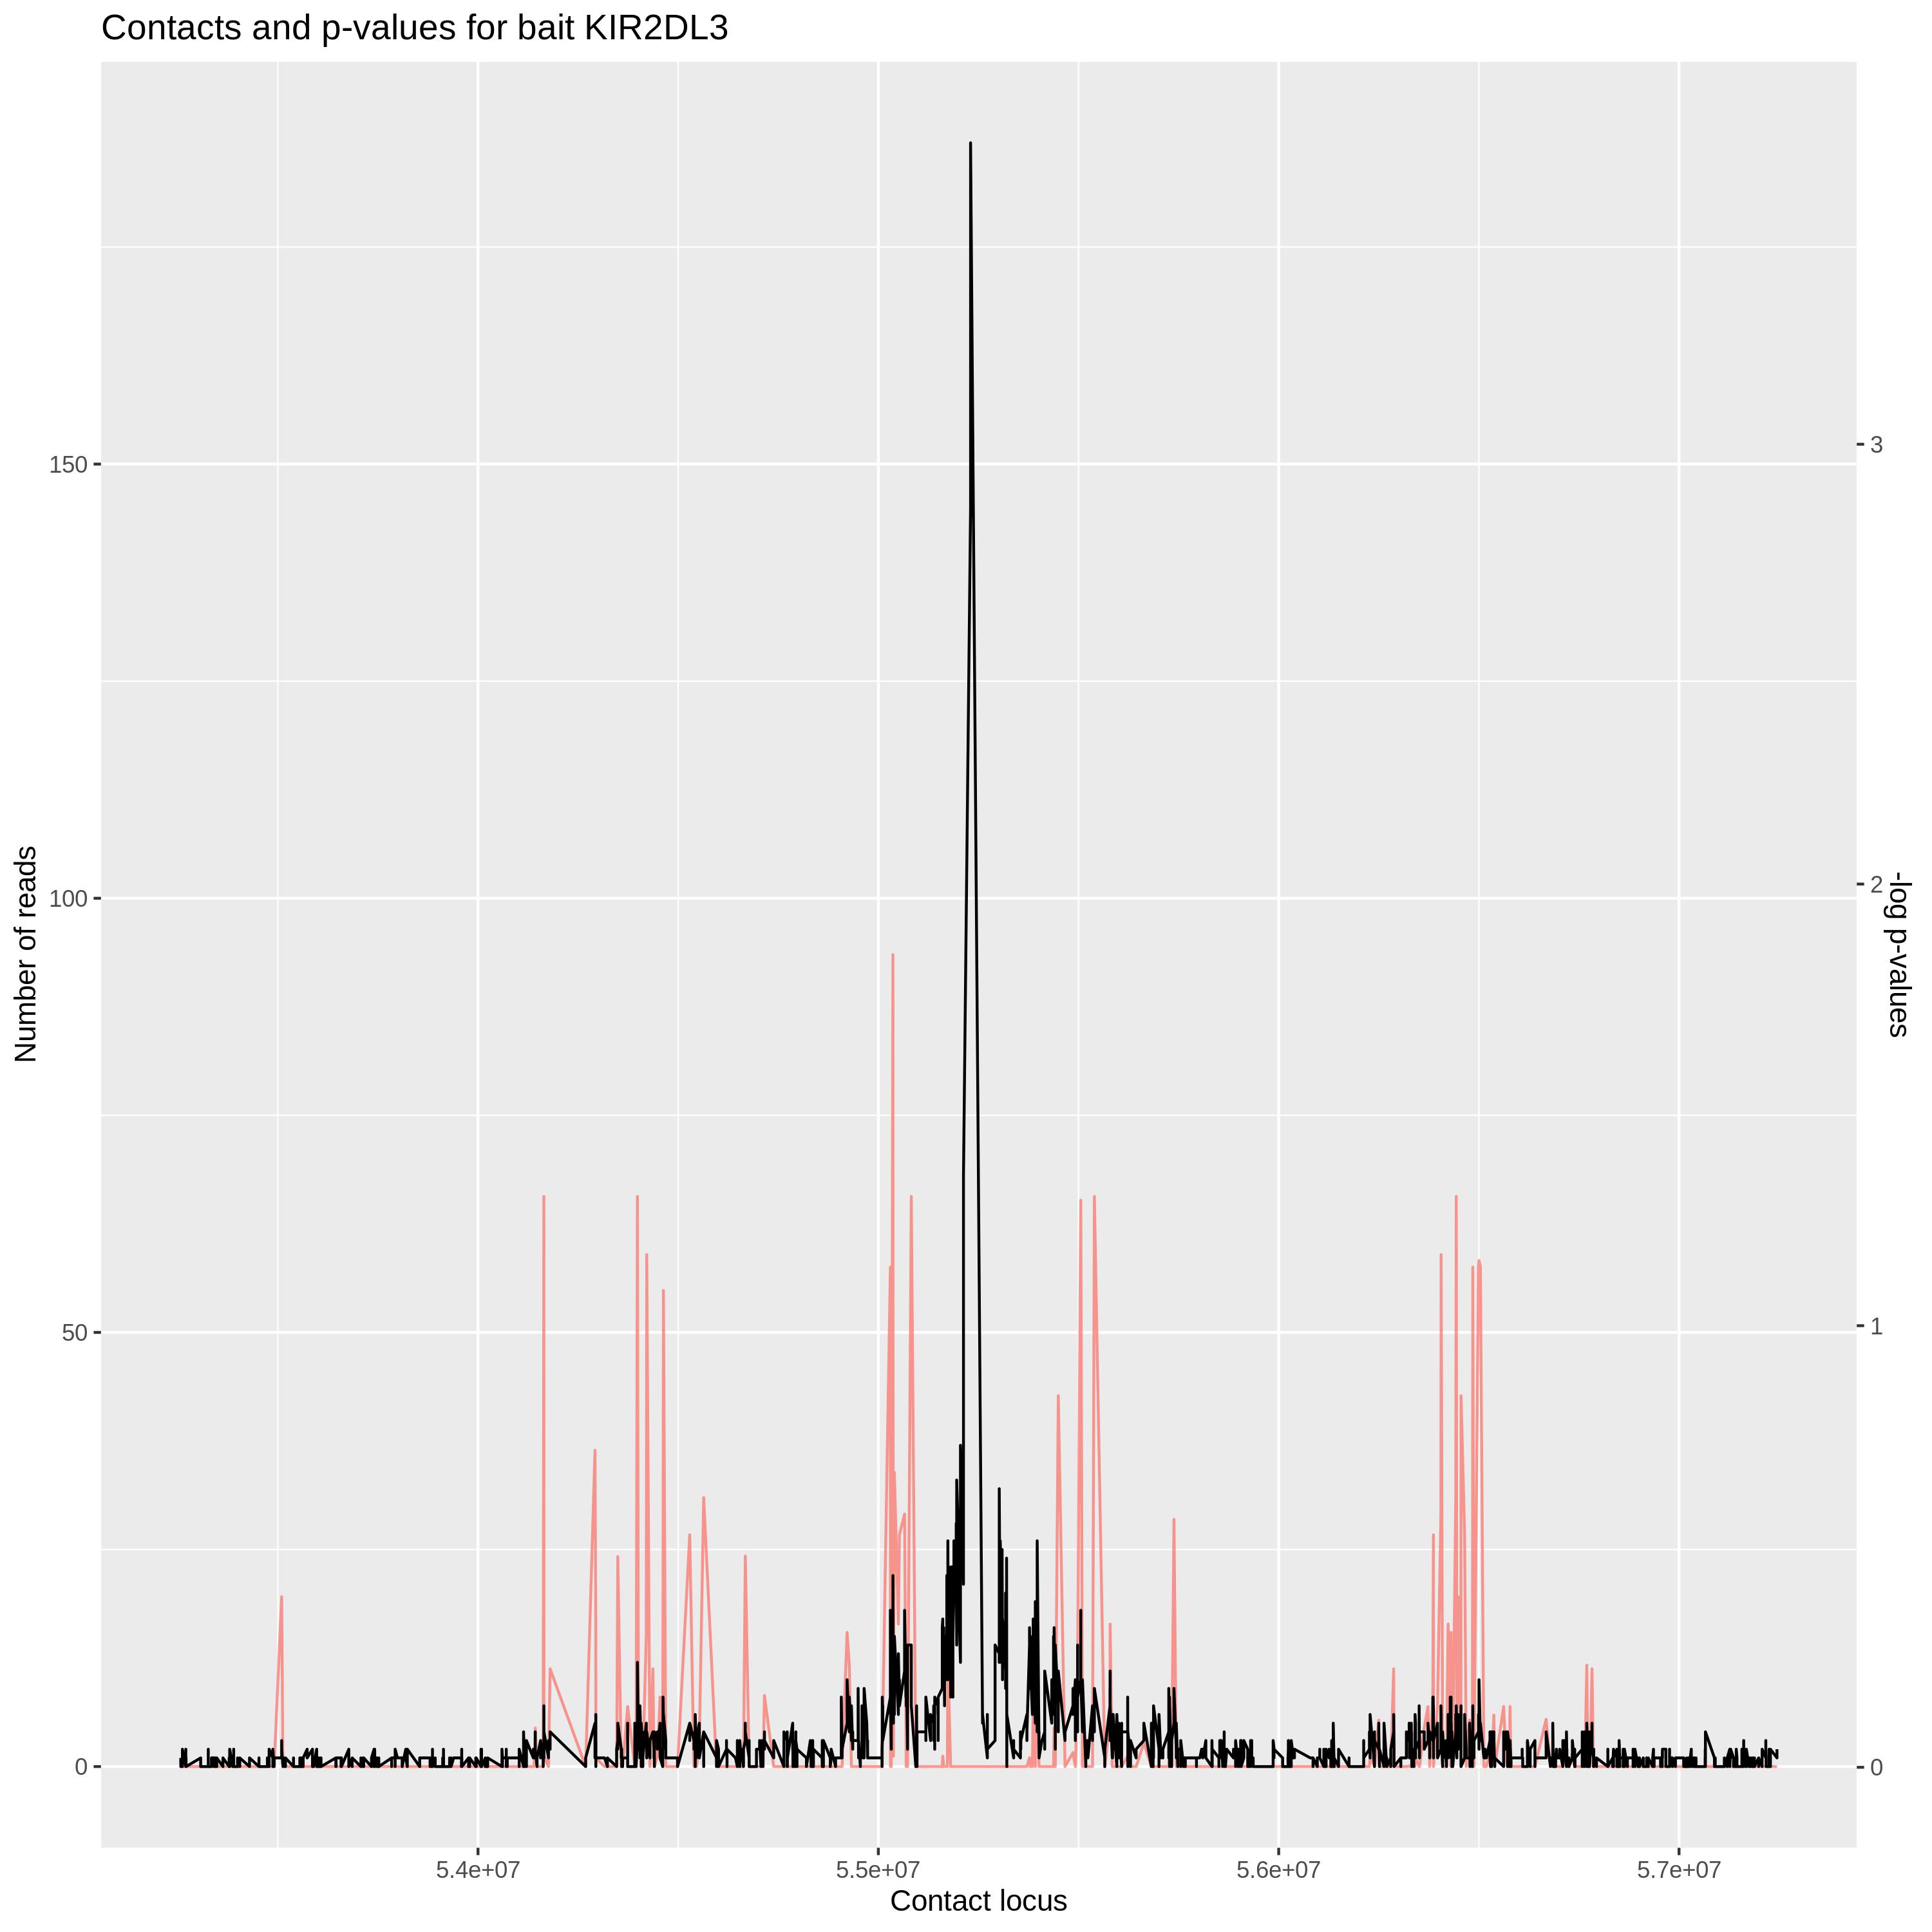 Contacts and p-values for bait KIR2DL3
Number of reads
150
100
50
0
3
2
1
0
-log p-values
5.4e+07 5.5e+07 5.6e+07 5.7e+07
Contact locus